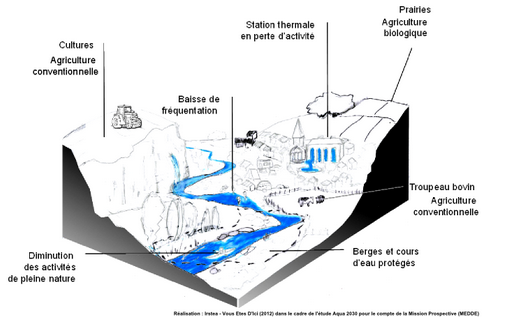 Prairies
Agriculture
biologique
Station thermale
en perte d'activité
Cultures
Agriculture
conventionnelle
Baisse de
fréquentation
Troupeau bovin
Agriculture
conventionnelle
Diminution
des activités
de pleine nature
Berges et cours
d'eau protégés
Réalisation : Irstea - Vous Etes D'Ici (2012) dans le cadre de l'étude Aqua 2030 pour le compte de la Mission Prospective (MEDDE)